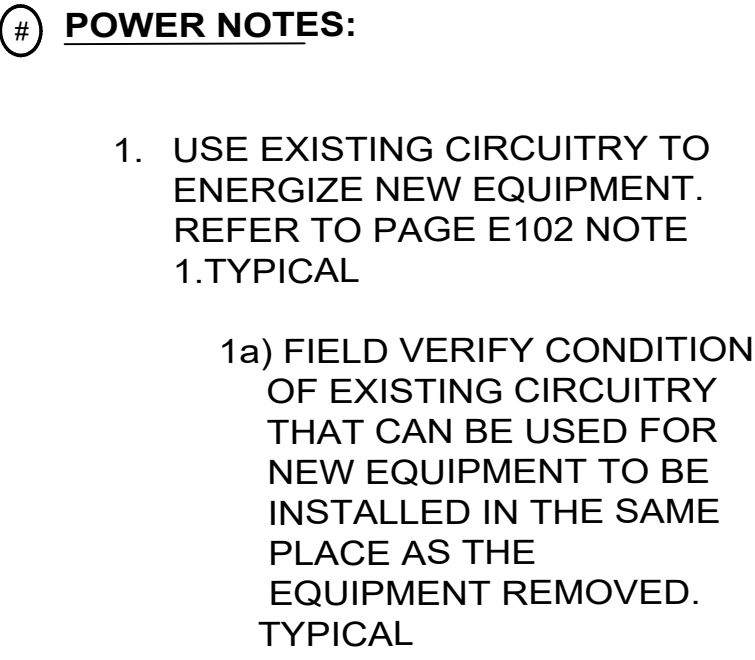 # POWER NOTES:
1. USE EXISTING CIRCUITRY TO
ENERGIZE NEW EQUIPMENT.
REFER TO PAGE E102 NOTE
1.TYPICAL
1a) FIELD VERIFY CONDITION
OF EXISTING CIRCUITRY
THAT CAN BE USED FOR
NEW EQUIPMENT TO BE
INSTALLED IN THE SAME
PLACE AS THE
EQUIPMENT REMOVED.
TYPICAL